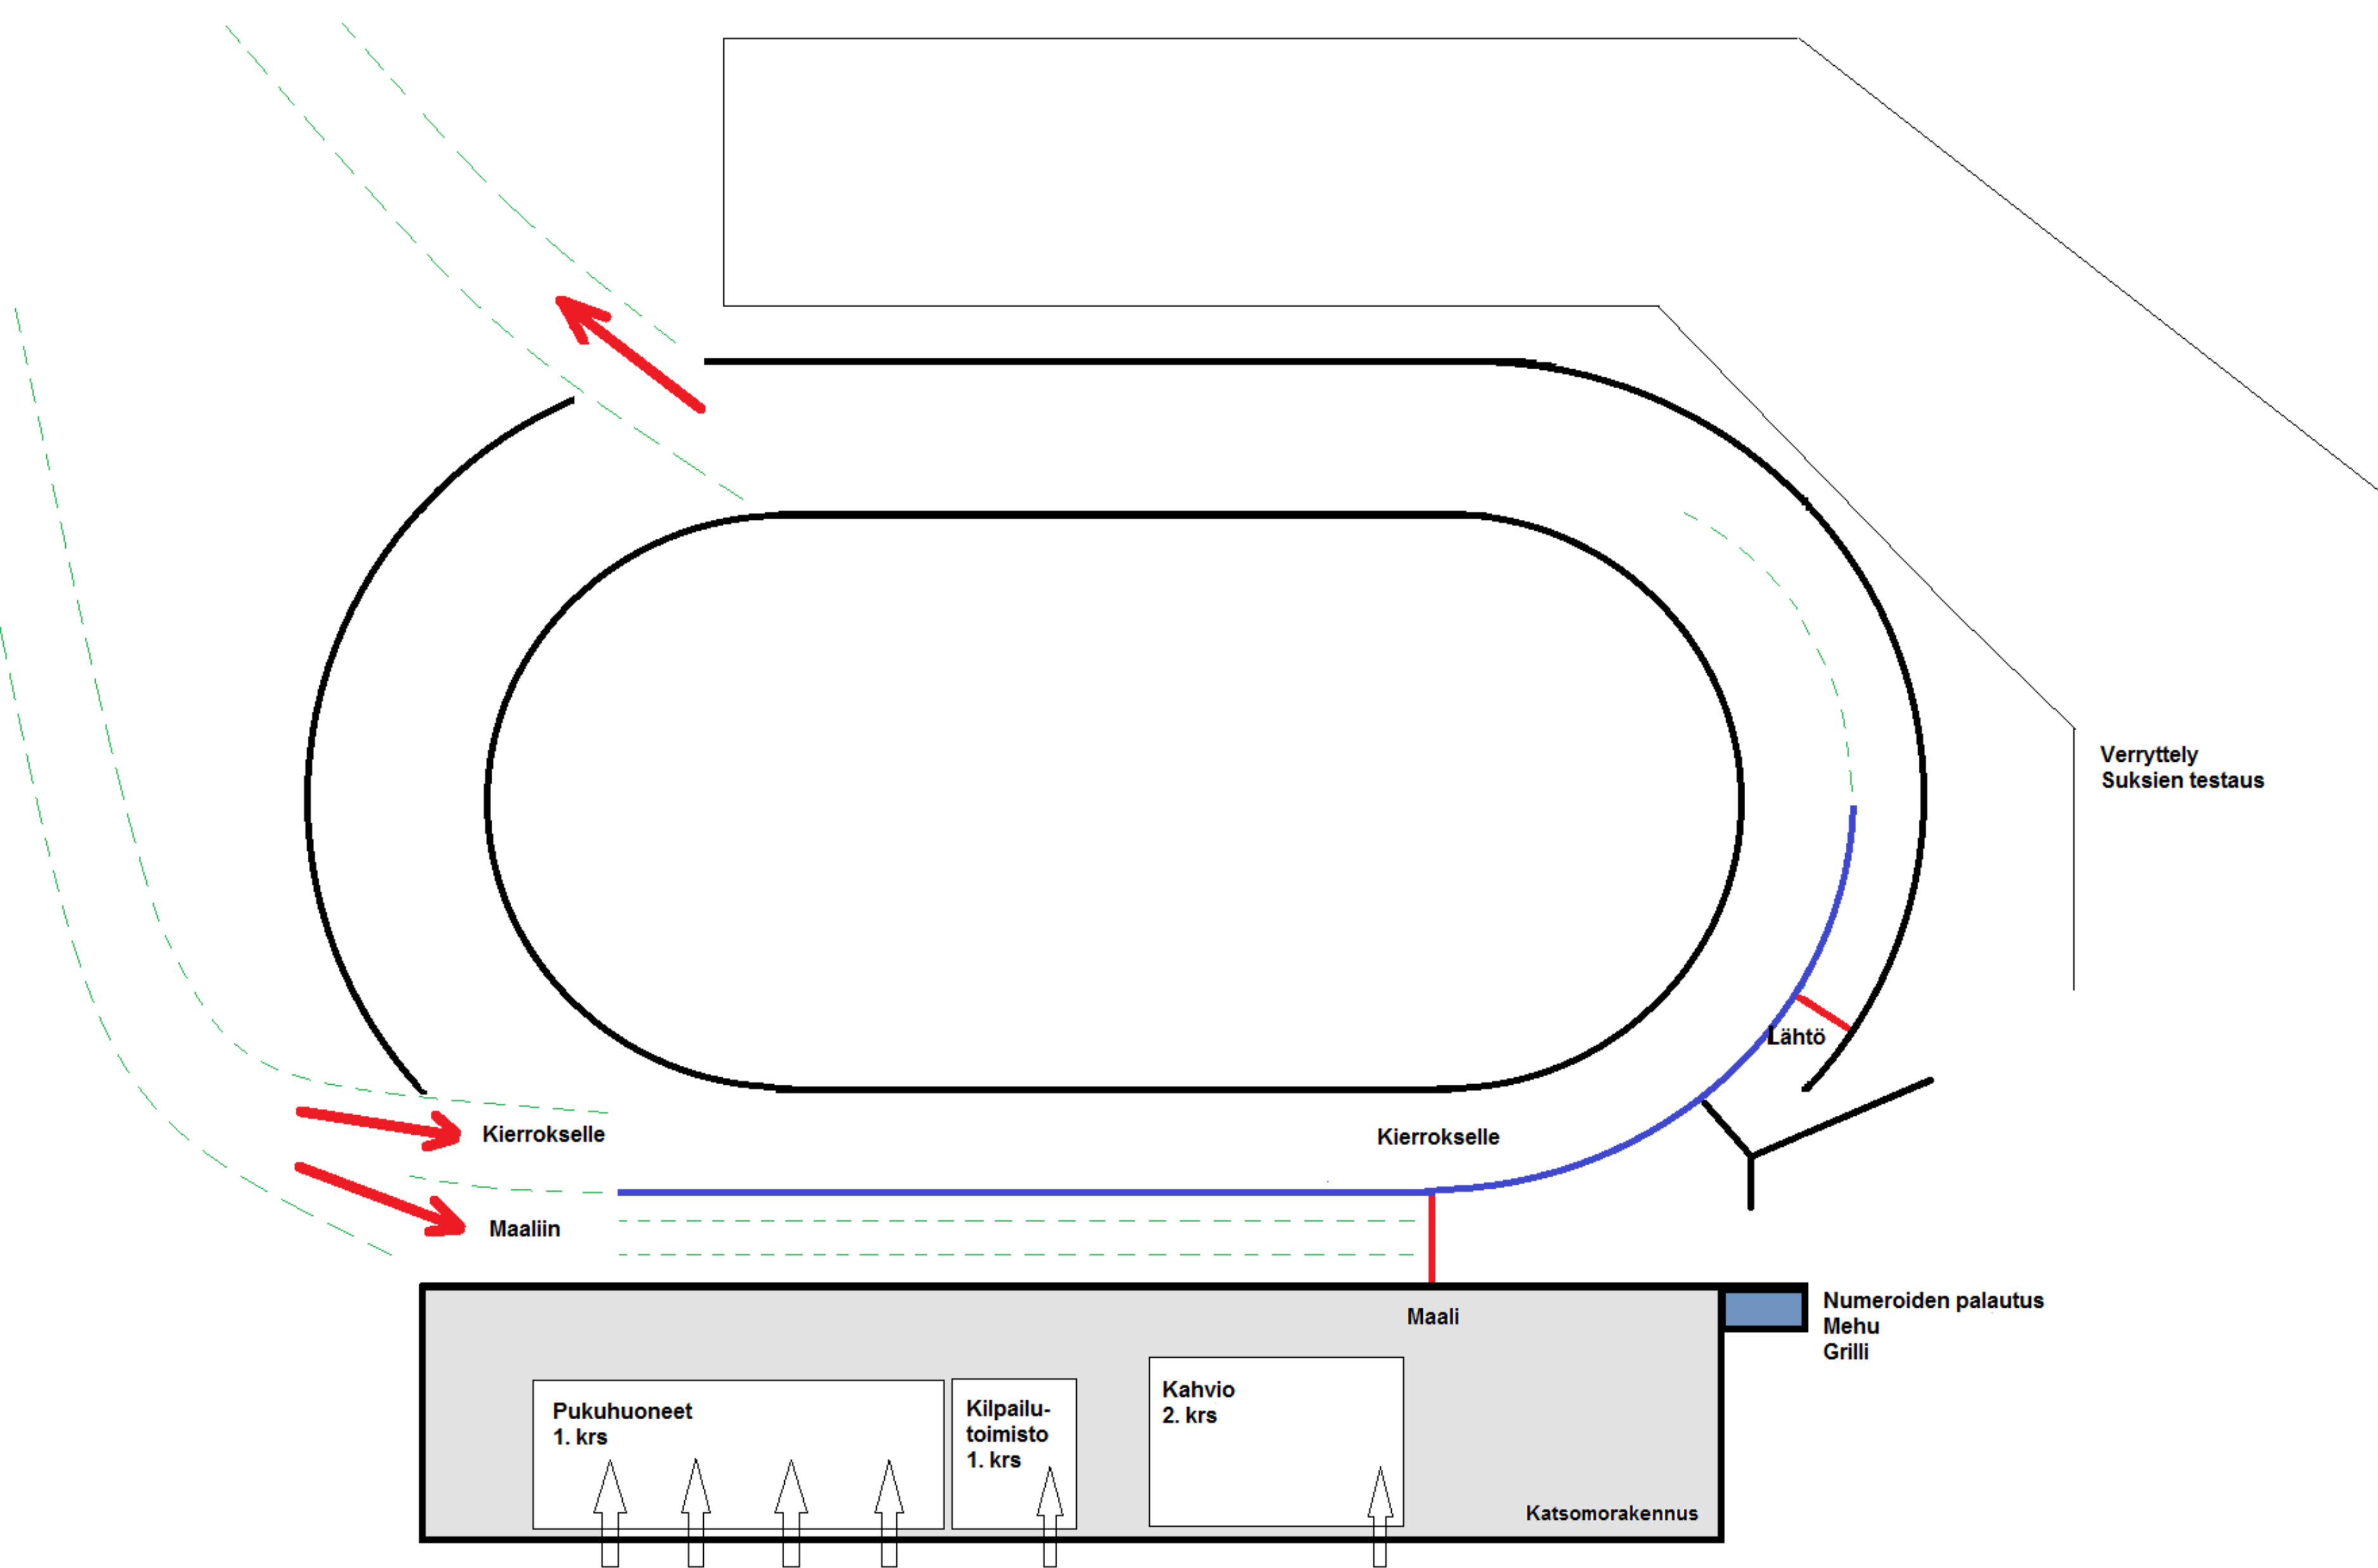 Verryttely
Suksien testaus
Lähtö
Kierrokselle
Kierrokselle
Maaliin
Maali
Numeroiden palautus
Mehu
Grilli
Pukuhuoneet
1. krs
Kilpailu-
toimisto
1. krs
Kahvio
2. krs
Katsomorakennus